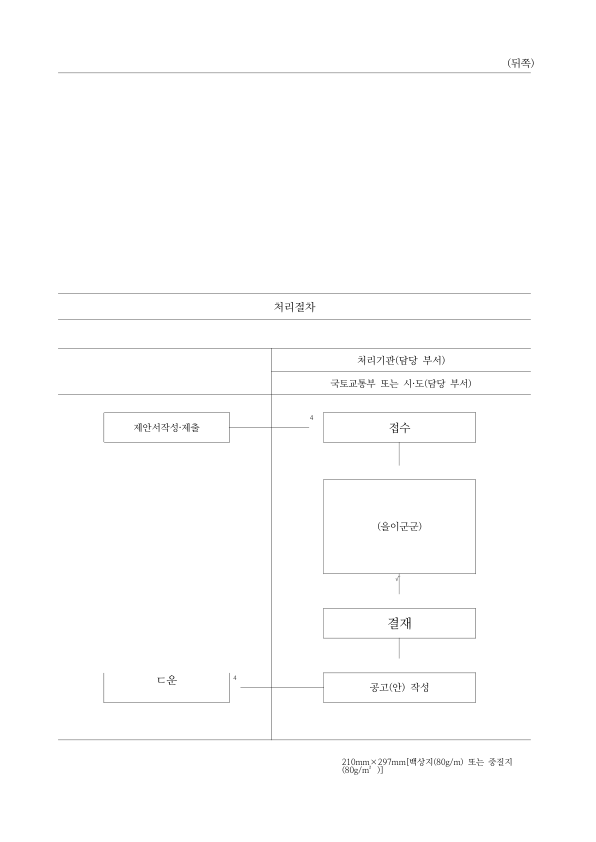 (뒤쪽)
처리절차
처리기관(담당 부서)
국토교통부 또는 시·도(담당 부서)
제안서작성·제출
4
접수
(을이군군)
√
결재
ㄷ운
4
공고(안) 작성
210mm×297mm[백상지(80g/m) 또는 중질지
(80g/m² )]